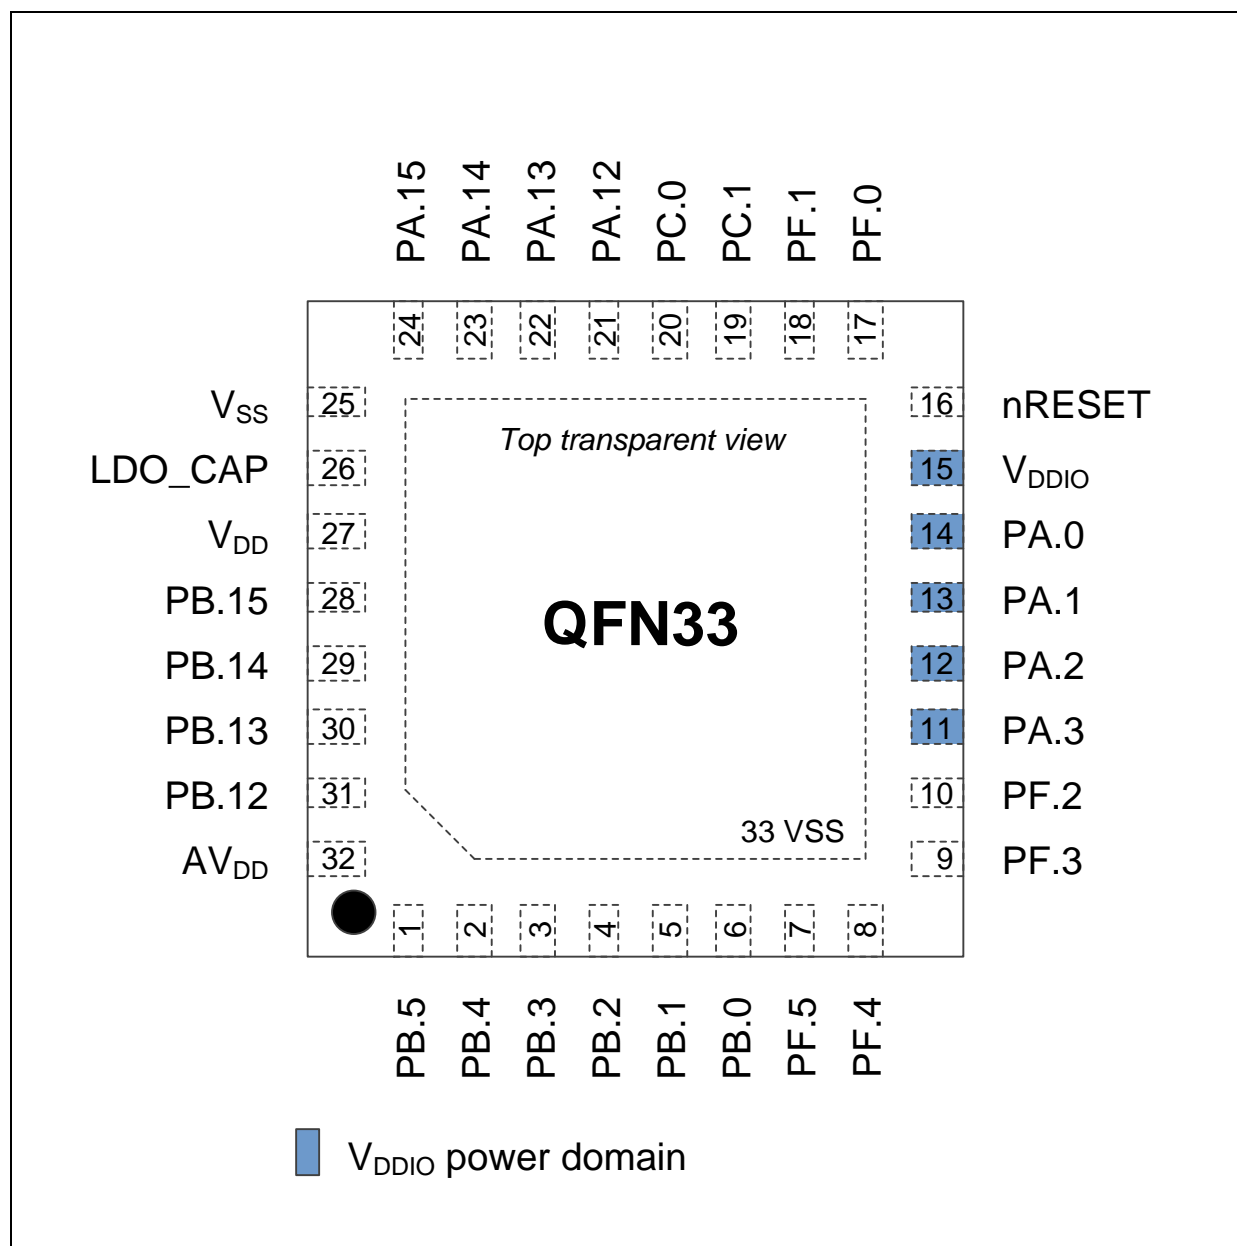 PA.15 PA.14 PA.13 PA.12 PC.0 PC.1 PF.1 PF.0
24 23 22 21 20 19 18 17
VSS 25 16 nRESET
Top transparent view
LDO_CAP 26 15 VDDIO
VDD 27 14 PA.0
PB.15 28 13 PA.1
QFN33
PB.14 29 12 PA.2
PB.13 30 11 PA.3
PB.12 31 10 PF.2
33 VSS
AVDD 32 9 PF.3
1 2 3 4 5 6 7 8
PB.5 PB.4 PB.3 PB.2 PB.1 PB.0 PF.5 PF.4
VDDIO power domain